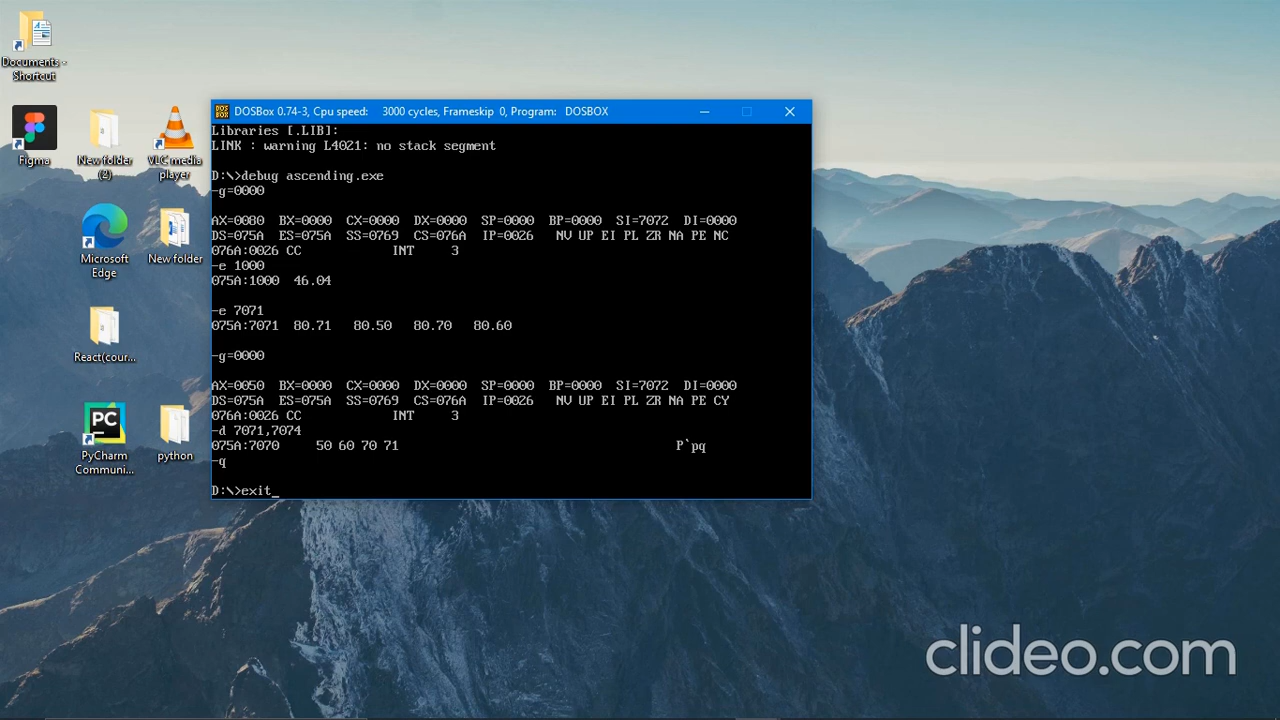 Documents -
Shortcut
Figma
New folder
(2)
VLC media
player
Microsoft
Edge
New folder
React(cour...
PC
PyCharm
Communi...
python
DOSBox 0.74-3, Cpu speed: 3000 cycles, Frameskip 0, Program: DOSBOX
Libraries [.LIB]:
LINK : warning L4021: no stack segment
D:\>debug ascending.exe
-g=0000
AX=0080 BX=0000 CX=0000 DX=0000 SP=0000 BP=0000 SI=7072 DI=0000
DS=075A ES=075A SS=0769 CS=076A IP=0026 NV UP EI PL ZR NA PE NC
076A:0026 CC INT 3
-e 1000
075A:1000 46.04
-e 7071
075A:7071 80.71 80.50 80.70 80.60
-g=0000
AX=0050 BX=0000 CX=0000 DX=0000 SP=0000 BP=0000 SI=7072 DI=0000
DS=075A ES=075A SS=0769 CS=076A IP=0026 NV UP EI PL ZR NA PE CY
076A:0026 CC INT 3
-d 7071,7074
075A:7070 50 60 70 71 P`pq
-q
D:\>exit_
clideo.com